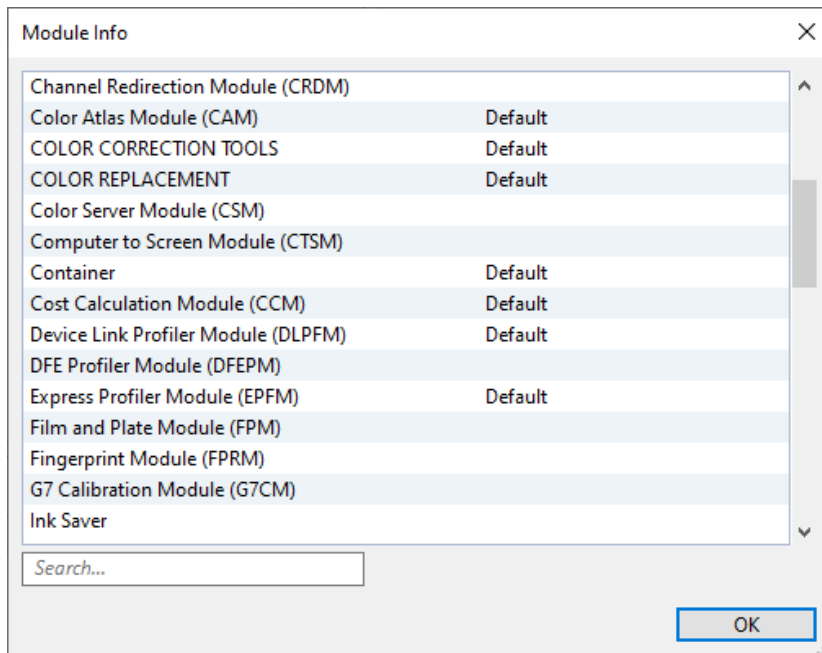 Module Info
Channel Redirection Module (CRDM)
Color Atlas Module (CAM) Default
COLOR CORRECTION TOOLS Default
COLOR REPLACEMENT Default
Color Server Module (CSM)
Computer to Screen Module (CTSM)
Container Default
Cost Calculation Module (CCM) Default
Device Link Profiler Module (DLPFM) Default
DFE Profiler Module (DFEPM)
Express Profiler Module (EPFM) Default
Film and Plate Module (FPM)
Fingerprint Module (FPRM)
G7 Calibration Module (G7CM)
Ink Saver
Search...
OK